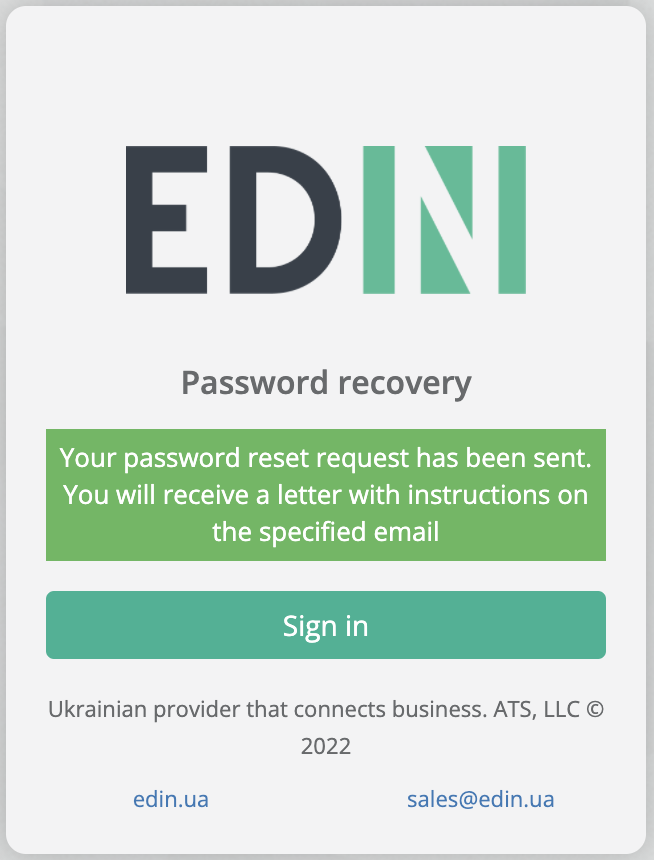 EDIN
Password recovery
Your password reset request has been sent.
You will receive a letter with instructions on
the specified email
Sign in
Ukrainian provider that connects business. ATS, LLC ©
2022
edin.ua
sales@edin.ua